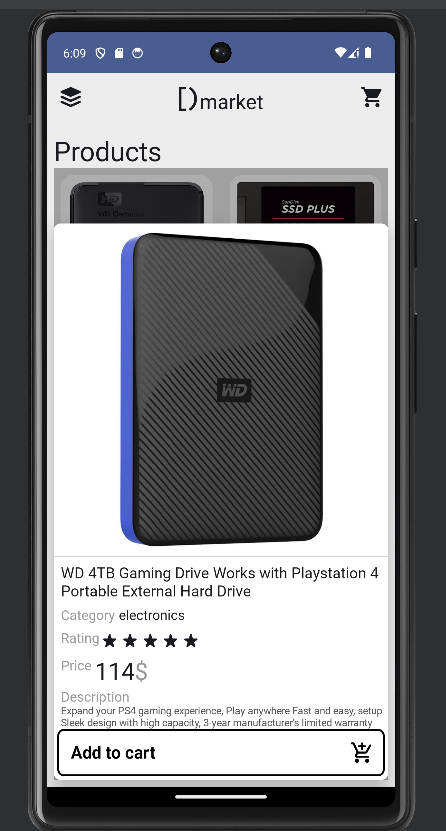 6:09
[)market
Products
WD
WD Elements
SanDisk
SSD PLUS
WD
WD 4TB Gaming Drive Works with Playstation 4
Portable External Hard Drive
Category electronics
Rating
Price 114$
Description
Expand your PS4 gaming experience, Play anywhere Fast and easy, setup
Sleek design with high capacity, 3-year manufacturer's limited warranty
Add to cart